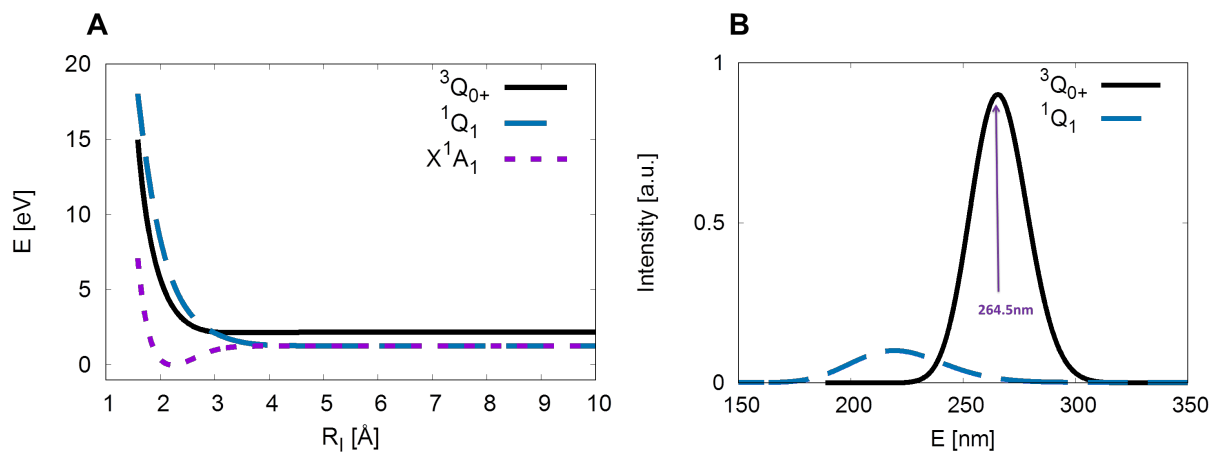 A
E [eV]
20
15
10
5
0
³Q₀₊
¹Q₁
X¹A₁
1 2 3 4 5 6 7 8 9 10
R_I [Å]
B
Intensity [a.u.]
1
0.5
0
³Q₀₊
¹Q₁
264.5nm
150 200 250 300 350
E [nm]